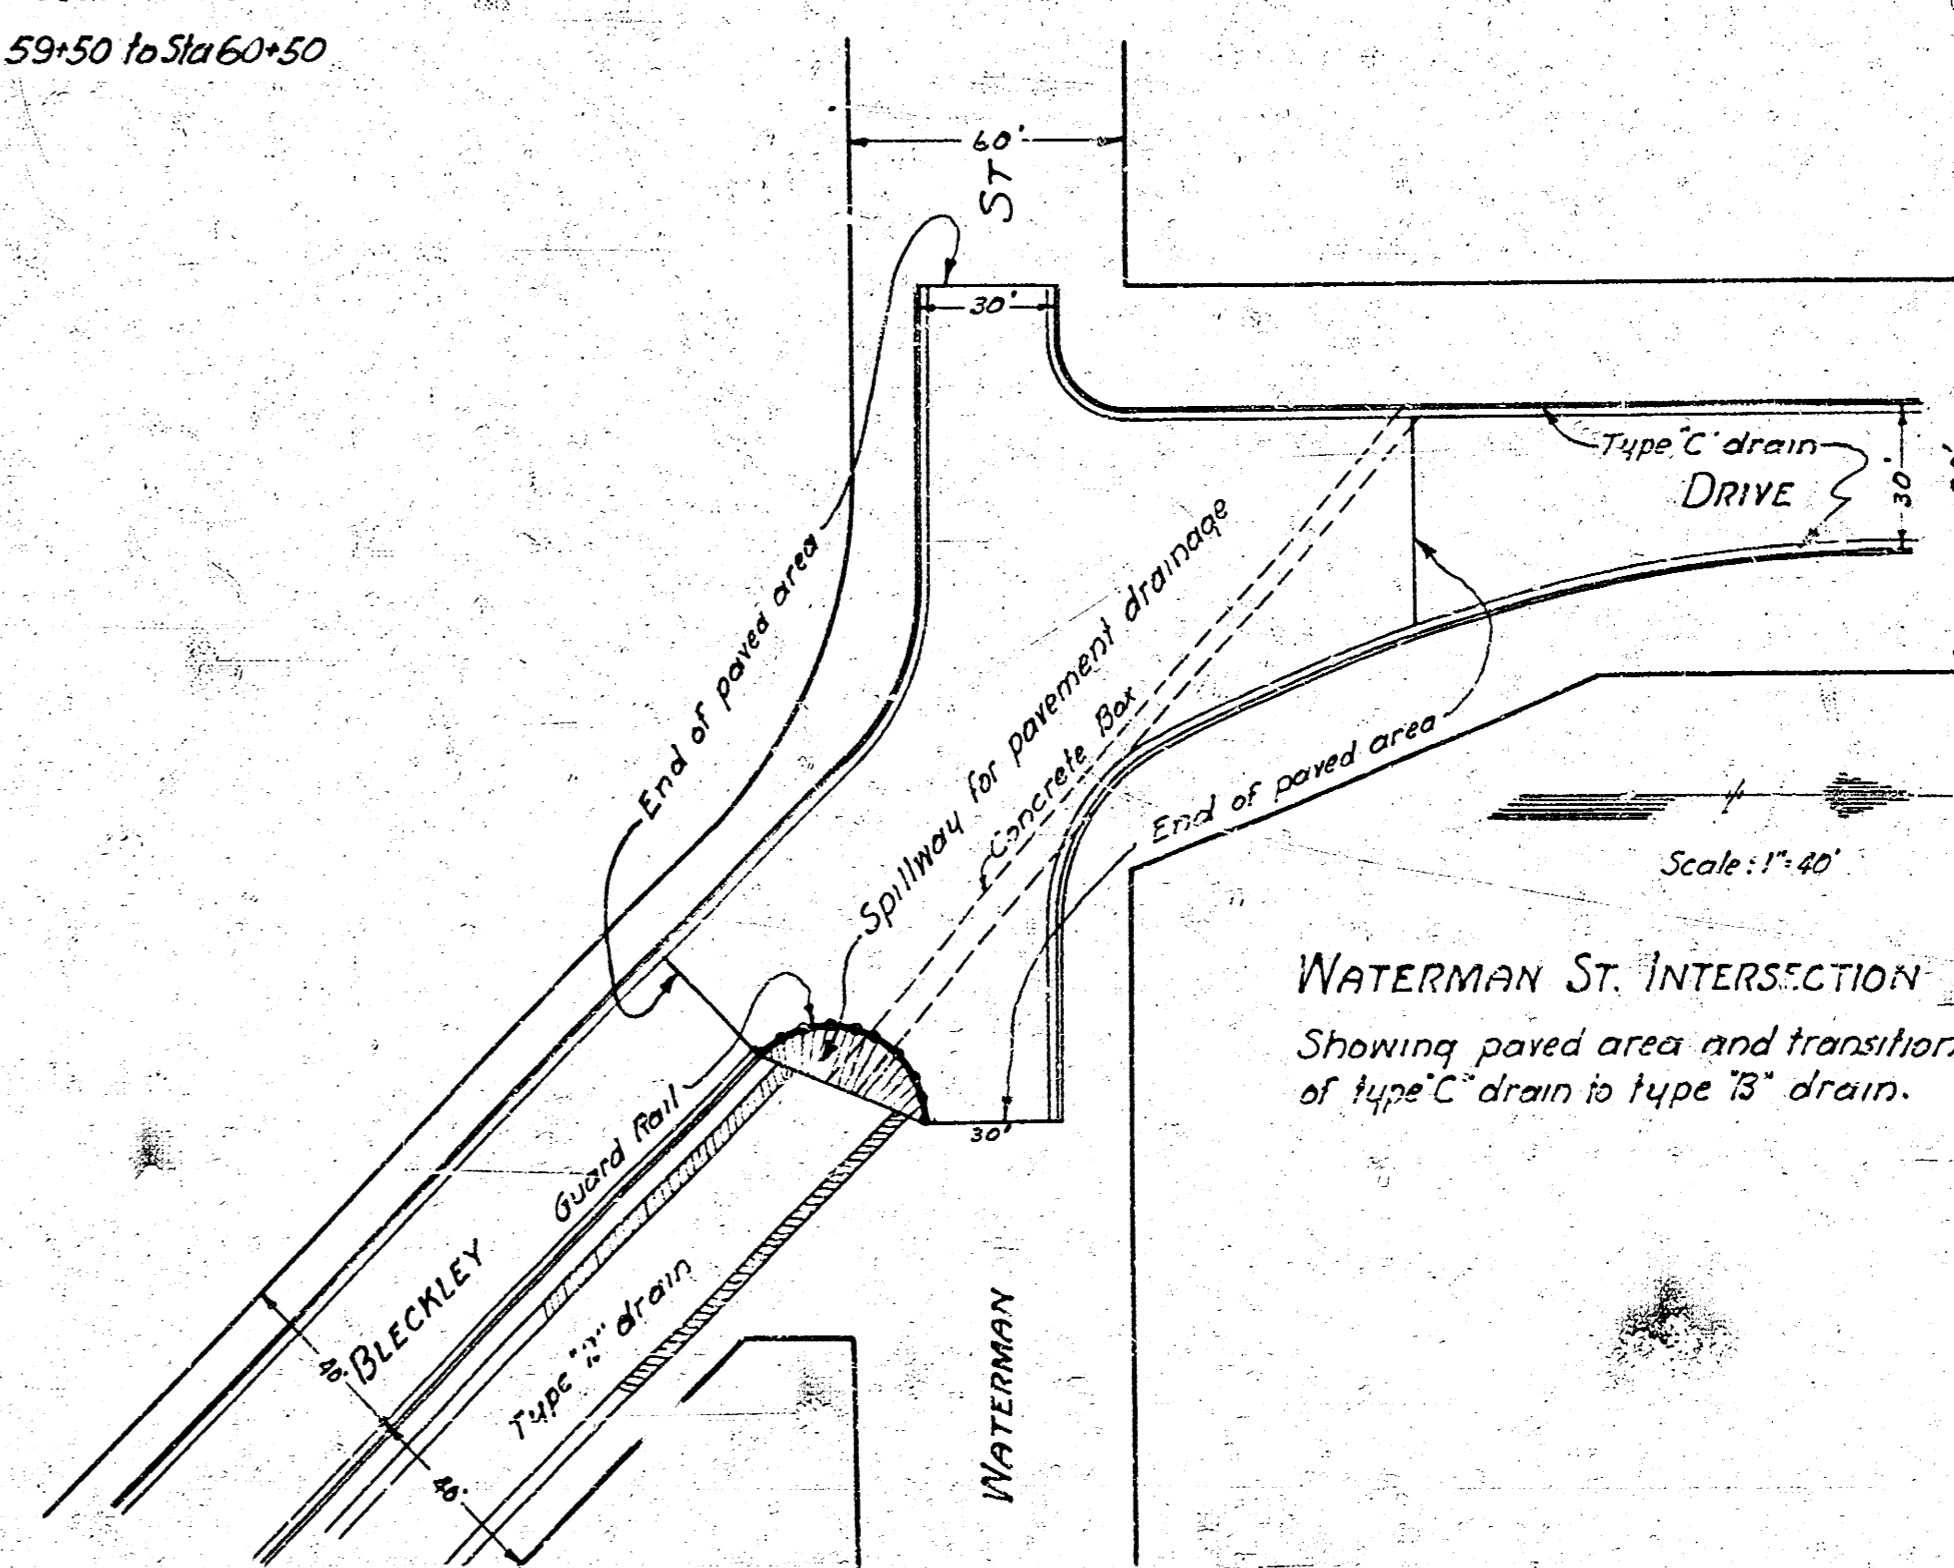 59+50 to Sta 60+50
60'
ST
30'
Type "C" drain
DRIVE
30'
End of paved area
Spillway for pavement drainage
Concrete Box
End of paved area
Scale: 1"=40'
WATERMAN ST. INTERSECTION
Showing paved area and transition
of type "C" drain to type "B" drain.
Guard Rail
30'
BLECKLEY
40'
Type drain
40'
WATERMAN